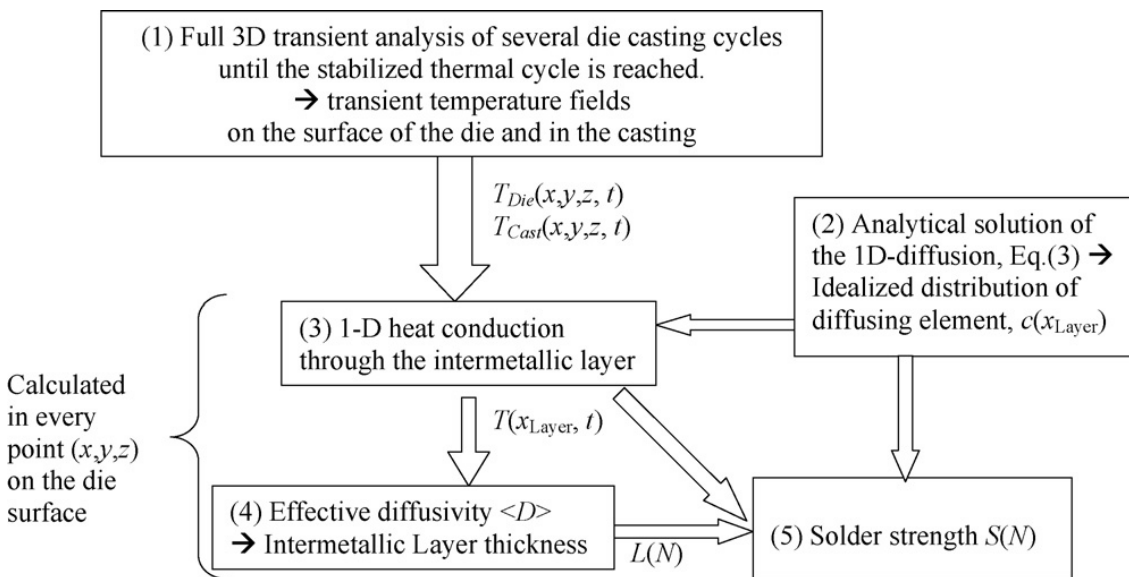 (1) Full 3D transient analysis of several die casting cycles
until the stabilized thermal cycle is reached.
➔ transient temperature fields
on the surface of the die and in the casting
T_Die(x,y,z, t)
T_Cast(x,y,z, t)
(2) Analytical solution of
the 1D-diffusion, Eq.(3) ➔
Idealized distribution of
diffusing element, c(x_Layer)
(3) 1-D heat conduction
through the intermetallic layer
Calculated
in every
point (x,y,z)
on the die
surface
T(x_Layer, t)
(4) Effective diffusivity <D>
➔ Intermetallic Layer thickness
L(N)
(5) Solder strength S(N)